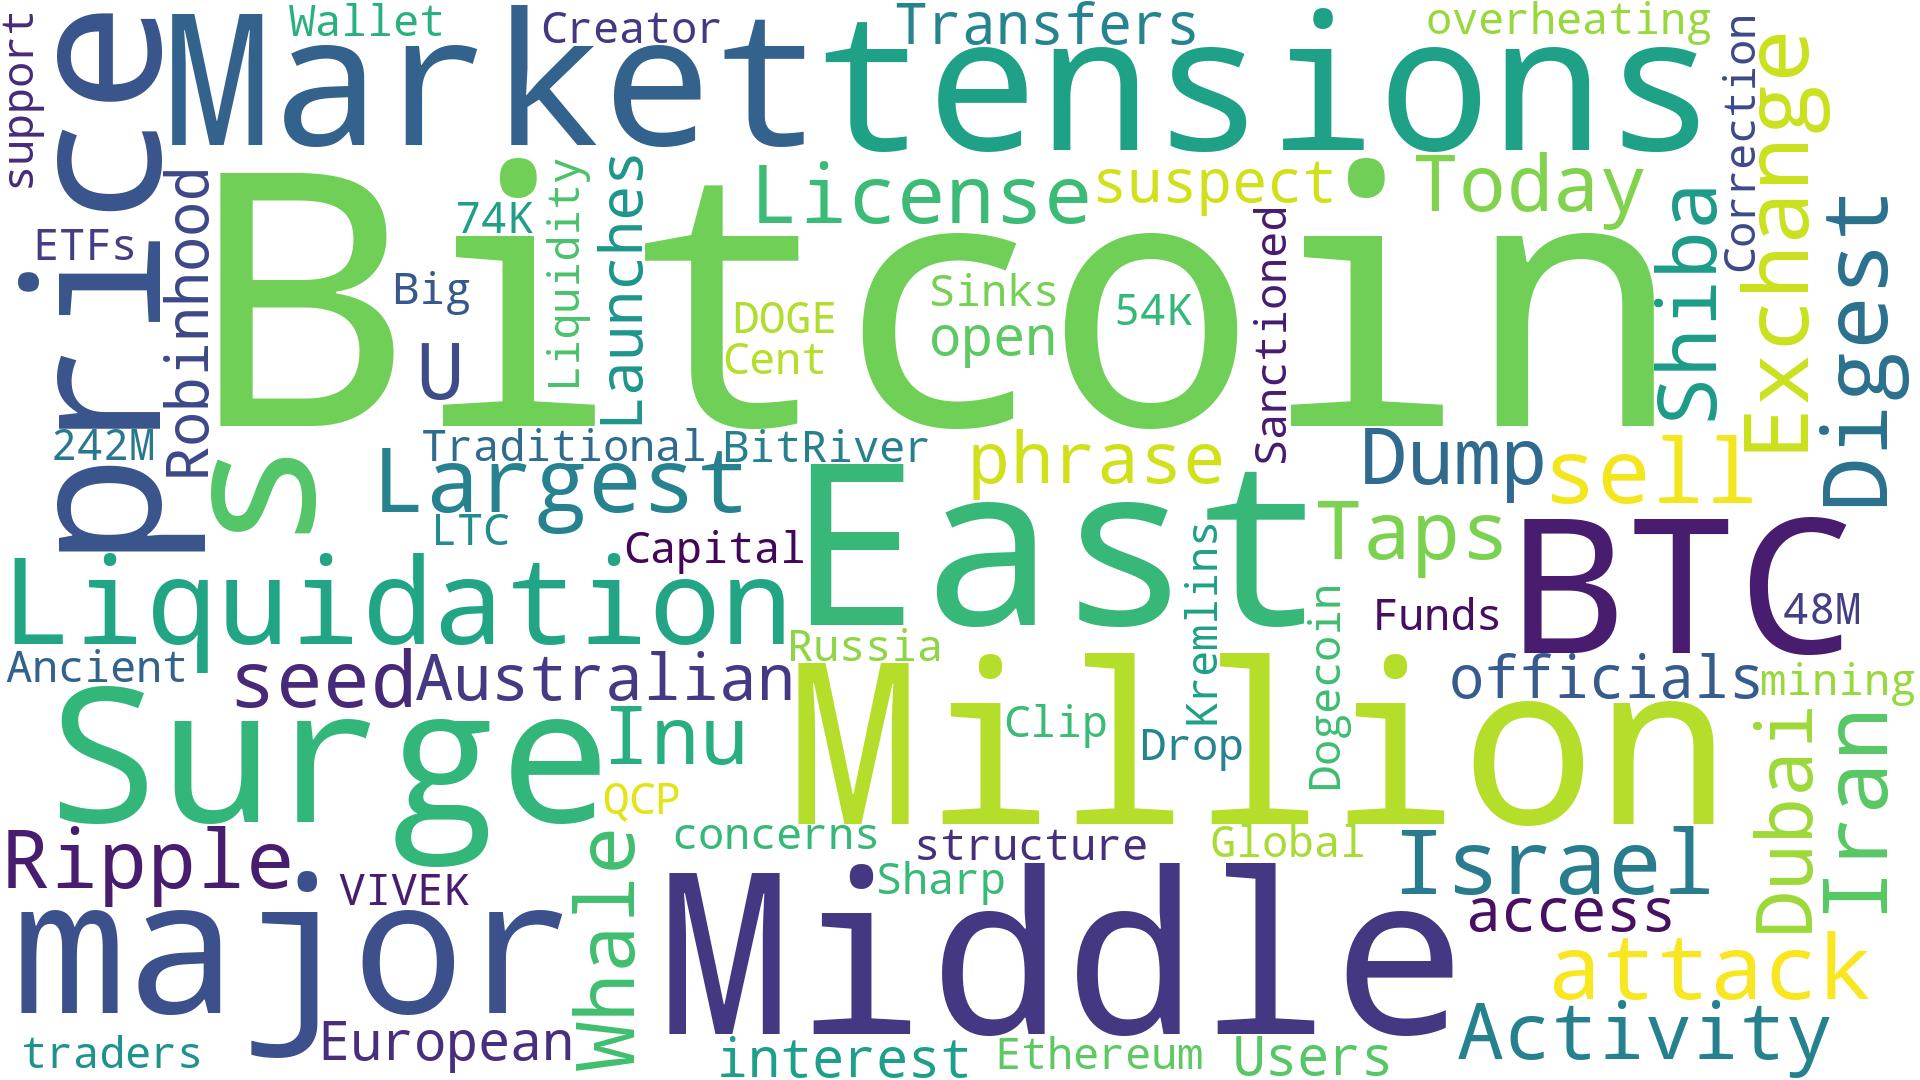 support
price
Market
Wallet
Creator
Transfers
tensions
overheating
Correction
Exchange
ETFs
Robinhood
Bitcoin
74K
Liquidity
Launches
License
suspect
Today
Shiba
Digest
Big
U
DOGE
Cent
Sinks
open
54K
Sanctioned
242M
s
Traditional
BitRiver
Largest
phrase
Dump
sell
LTC
Capital
East
Kremlins
Taps
BTC
48M
Liquidation
Funds
Ancient
seed
Australian
Russia
Dogecoin
officials
mining
Surge
Inu
Million
Clip
Drop
QCP
Dubai
Iran
concerns
structure
Global
Ripple
VIVEK
Whale
Sharp
Israel
access
major
Middle
attack
European
Activity
traders
interest
Ethereum
Users